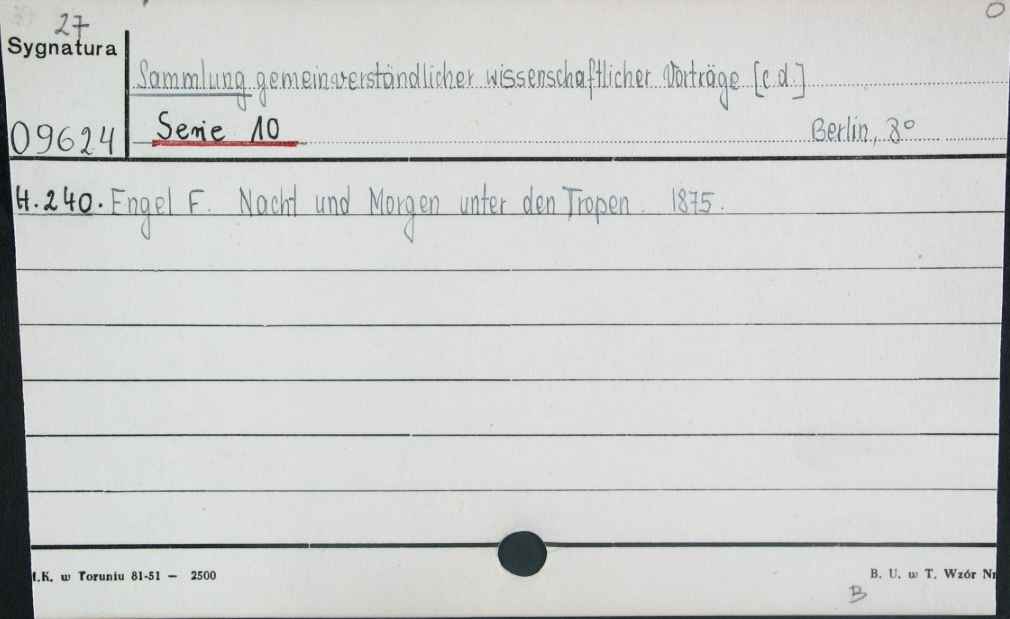 27
Sygnatura
Sammlung gemeinverständlicher wissenschaftlicher Vorträge [c.d.]
09624 Serie 10 Berlin, 8°
H.240. Engel F. Nacht und Morgen unter den Tropen. 1875.
.K. w Toruniu 81-51 — 2500
B. U. w T. Wzór Nr
B